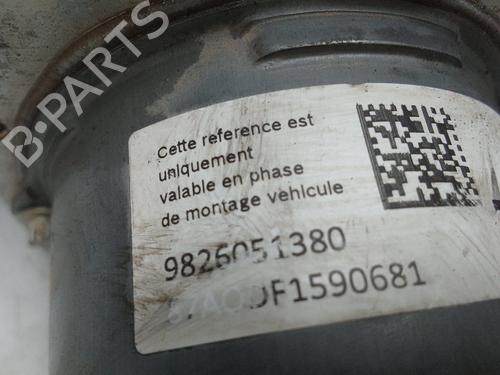 B-PARTS
Cette reference est
uniquement
valable en phase
de montage vehicule
9826051380